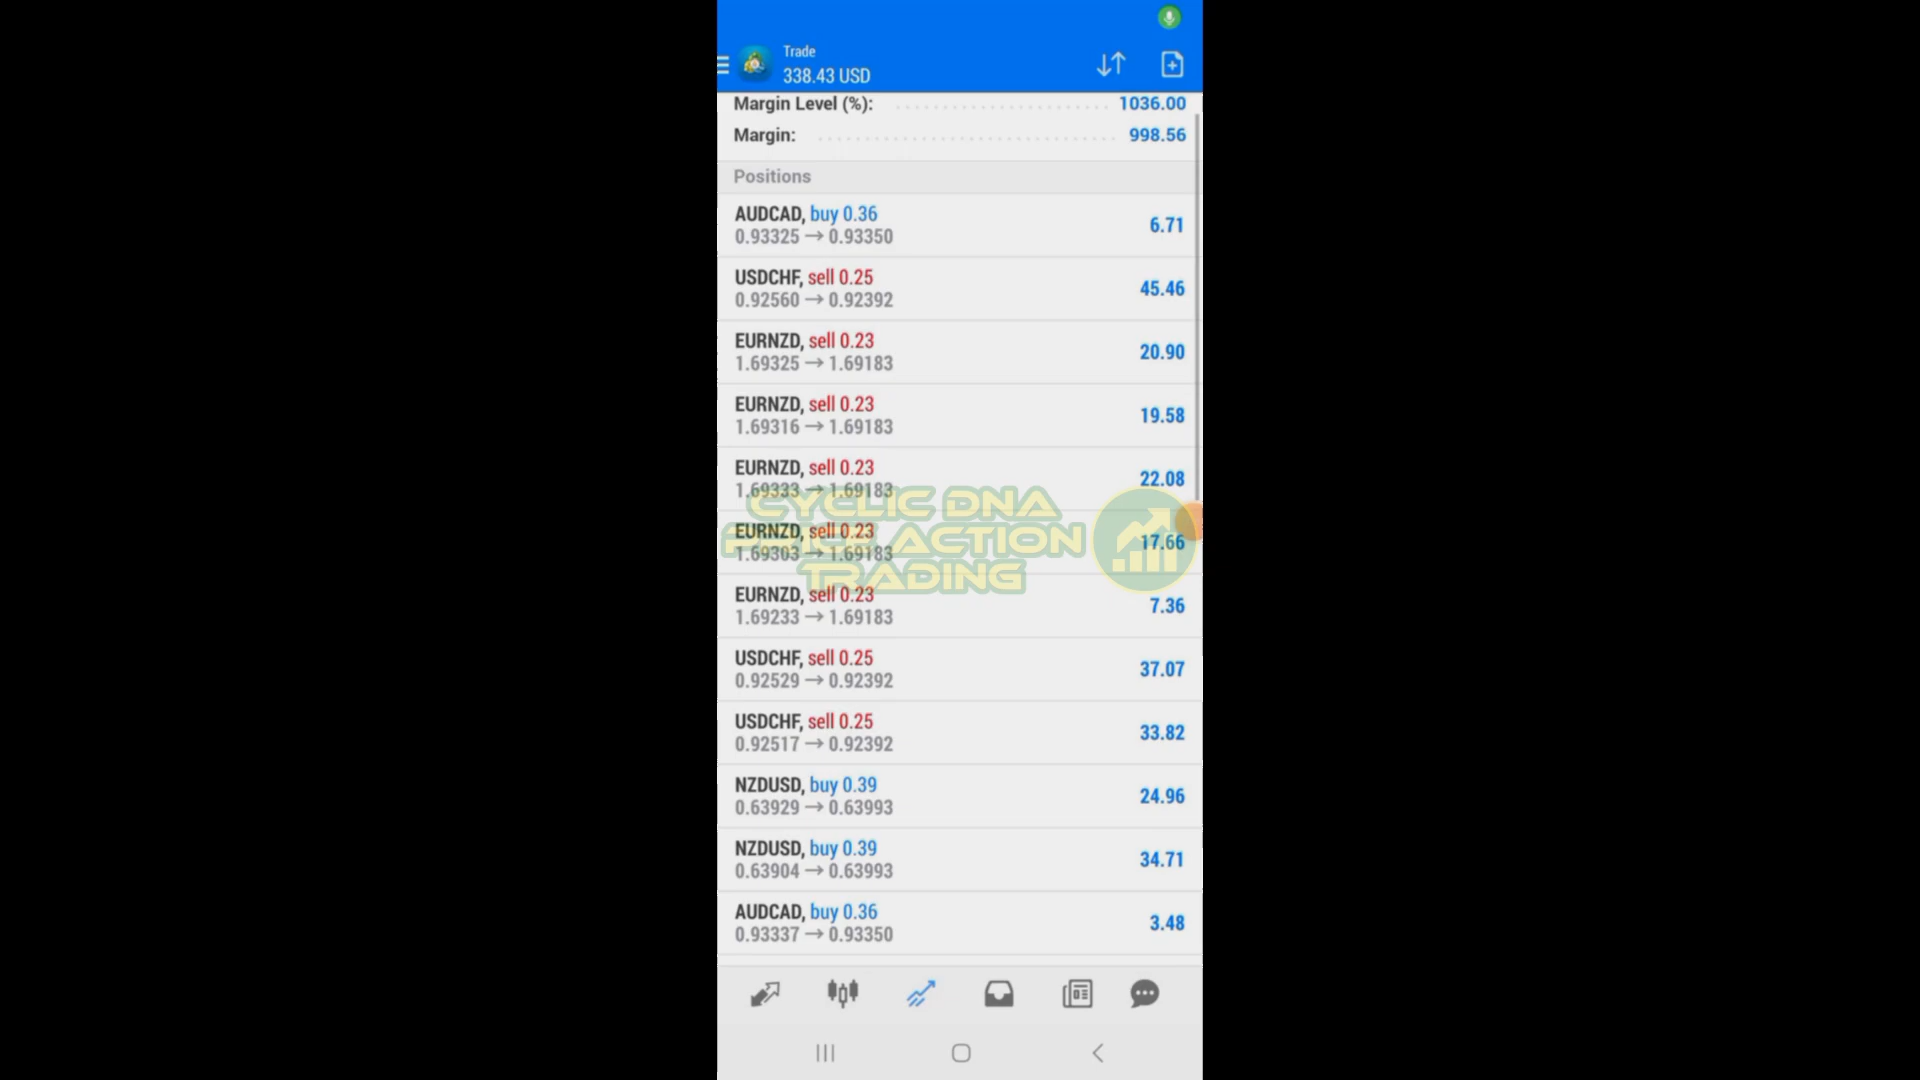 Trade
338.43 USD
Margin Level (%): 1036.00
Margin: 998.56
Positions
AUDCAD, buy 0.36
0.93325 → 0.93350
6.71
USDCHF, sell 0.25
0.92560 → 0.92392
45.46
EURNZD, sell 0.23
1.69325 → 1.69183
20.90
EURNZD, sell 0.23
1.69316 → 1.69183
19.58
EURNZD, sell 0.23
1.69333 → 1.69183
22.08
EURNZD, sell 0.23
1.69303 → 1.69183
17.66
EURNZD, sell 0.23
1.69233 → 1.69183
7.36
CYCLIC DNA
PRICE ACTION
TRADING
USDCHF, sell 0.25
0.92529 → 0.92392
37.07
USDCHF, sell 0.25
0.92517 → 0.92392
33.82
NZDUSD, buy 0.39
0.63929 → 0.63993
24.96
NZDUSD, buy 0.39
0.63904 → 0.63993
34.71
AUDCAD, buy 0.36
0.93337 → 0.93350
3.48